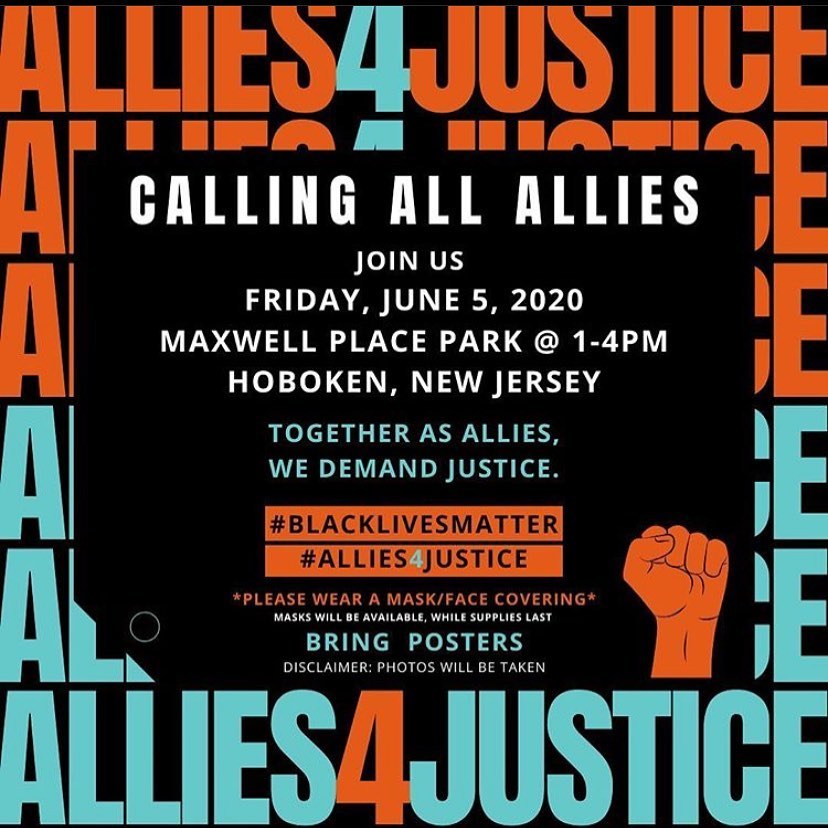 ALLIES4JUSTICE
ALLIES4JUSTICE
CALLING ALL ALLIES
JOIN US
FRIDAY, JUNE 5, 2020
MAXWELL PLACE PARK @ 1-4PM
HOBOKEN, NEW JERSEY
TOGETHER AS ALLIES,
WE DEMAND JUSTICE.
#BLACKLIVESMATTER
#ALLIES4JUSTICE
*PLEASE WEAR A MASK/FACE COVERING*
MASKS WILL BE AVAILABLE, WHILE SUPPLIES LAST
BRING POSTERS
DISCLAIMER: PHOTOS WILL BE TAKEN
ALLIES4JUSTICE